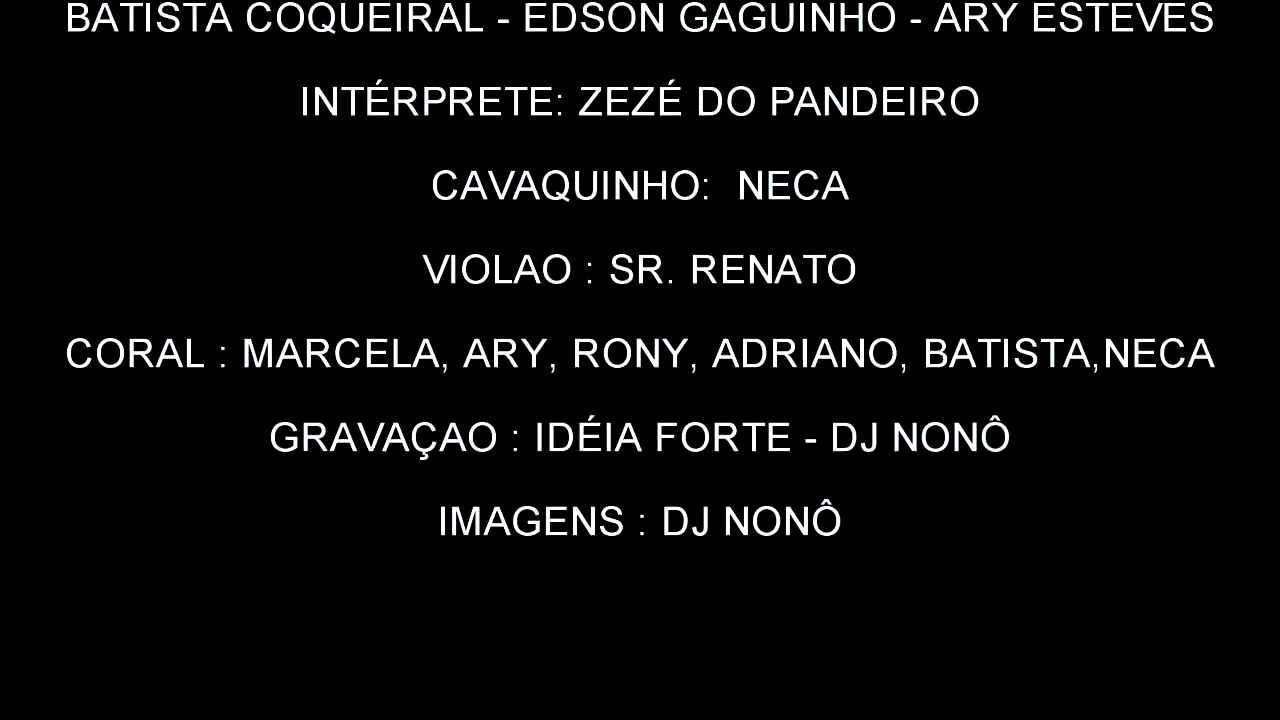 BATISTA COQUEIRAL - EDSON GAGUINHO - ARY ESTEVES
INTÉRPRETE: ZEZÉ DO PANDEIRO
CAVAQUINHO:  NECA
VIOLAO : SR. RENATO
CORAL : MARCELA, ARY, RONY, ADRIANO, BATISTA,NECA
GRAVAÇAO : IDÉIA FORTE - DJ NONÔ
IMAGENS : DJ NONÔ